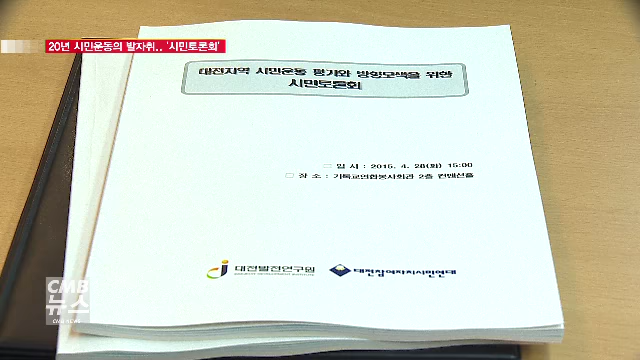 20년 시민운동의 발자취.. '시민토론회'
대전지역 시민운동 평가와 방향모색을 위한
시민토론회
□ 일 시 : 2015. 4. 28(화) 15:00
□ 장 소 : 기독교연합봉사회관 2층 컨벤션홀
대전발전연구원
대전참여자치시민연대
CMB
뉴스
CMB NEWS